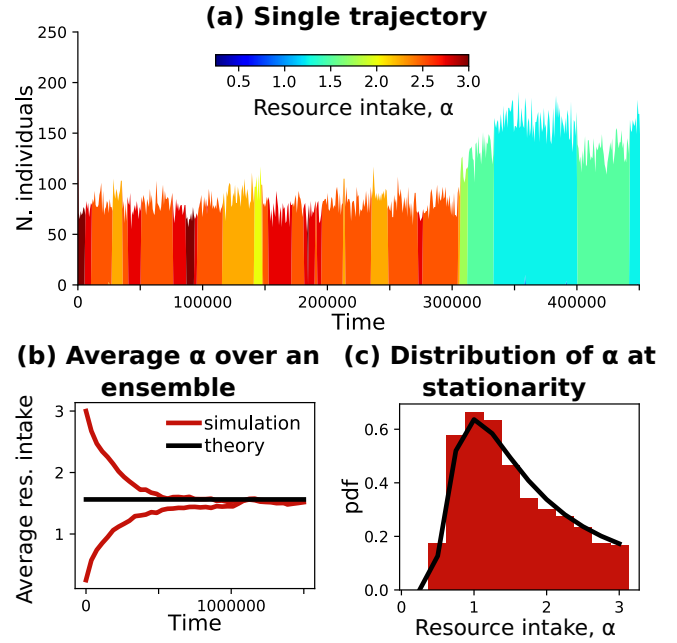 (a) Single trajectory
250
200
150
100
50
0
N. individuals
0.5 1.0 1.5 2.0 2.5 3.0
Resource intake, α
0 100000 200000 300000 400000
Time
(b) Average α over an
ensemble
3
2
1
Average res. intake
simulation
theory
0 1000000
Time
(c) Distribution of α at
stationarity
0.6
0.4
0.2
0.0
pdf
0 1 2 3
Resource intake, α